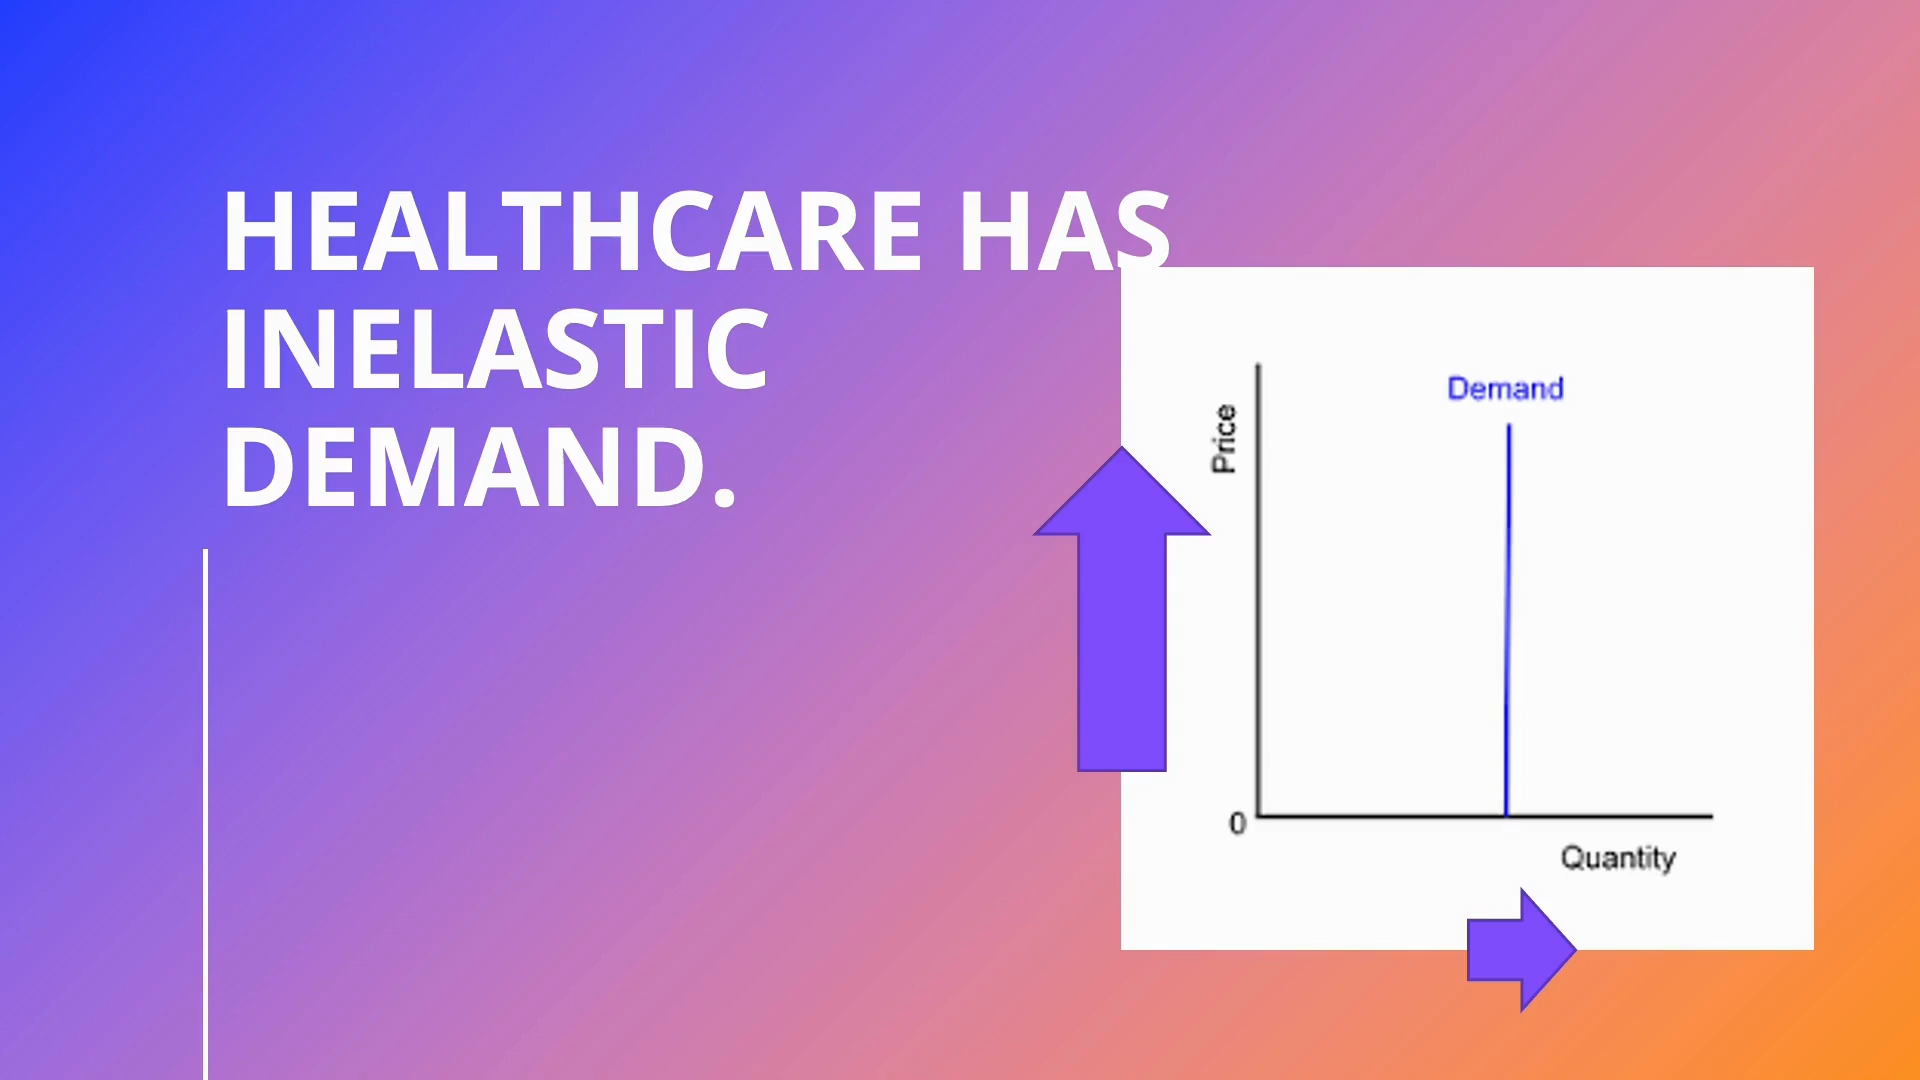 HEALTHCARE HAS
INELASTIC
DEMAND.
Demand
Price
0
Quantity